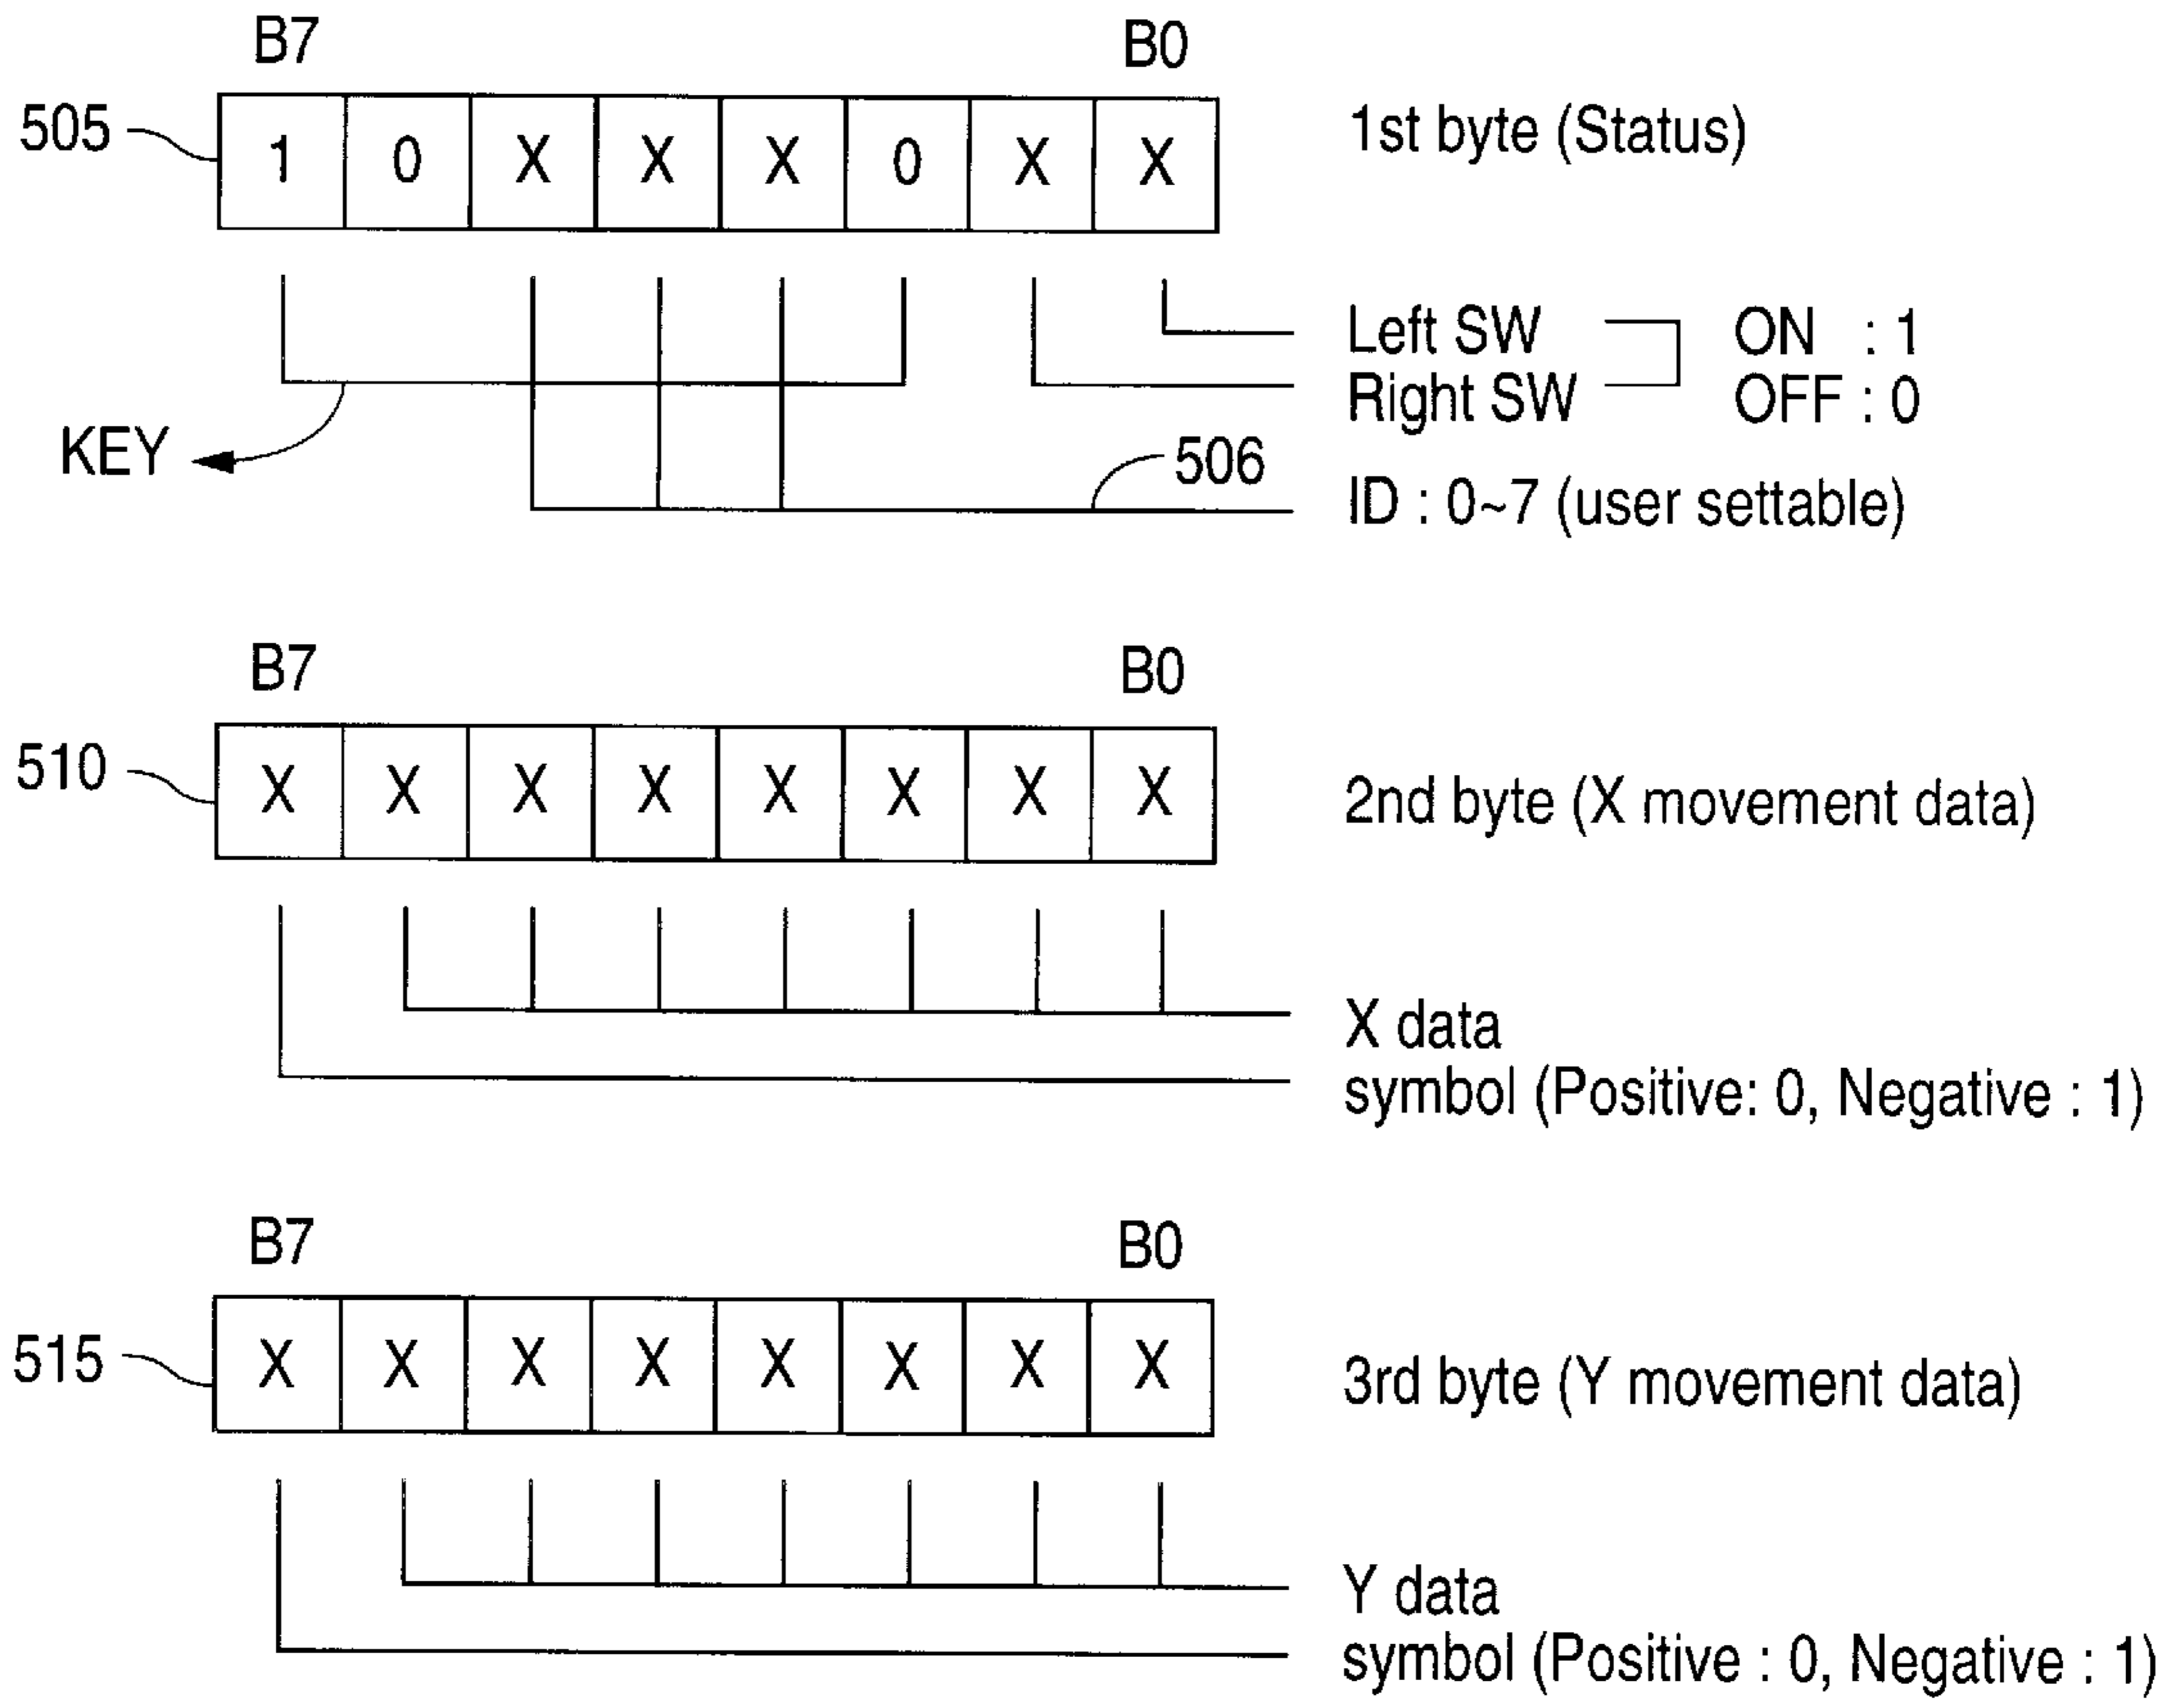 B7 B0
505 1 0 X X X 0 X X 1st byte (Status)
Left SW ON : 1
Right SW OFF : 0
KEY
506
ID : 0~7 (user settable)
B7 B0
510 X X X X X X X X 2nd byte (X movement data)
X data
symbol (Positive: 0, Negative : 1)
B7 B0
515 X X X X X X X X 3rd byte (Y movement data)
Y data
symbol (Positive : 0, Negative : 1)